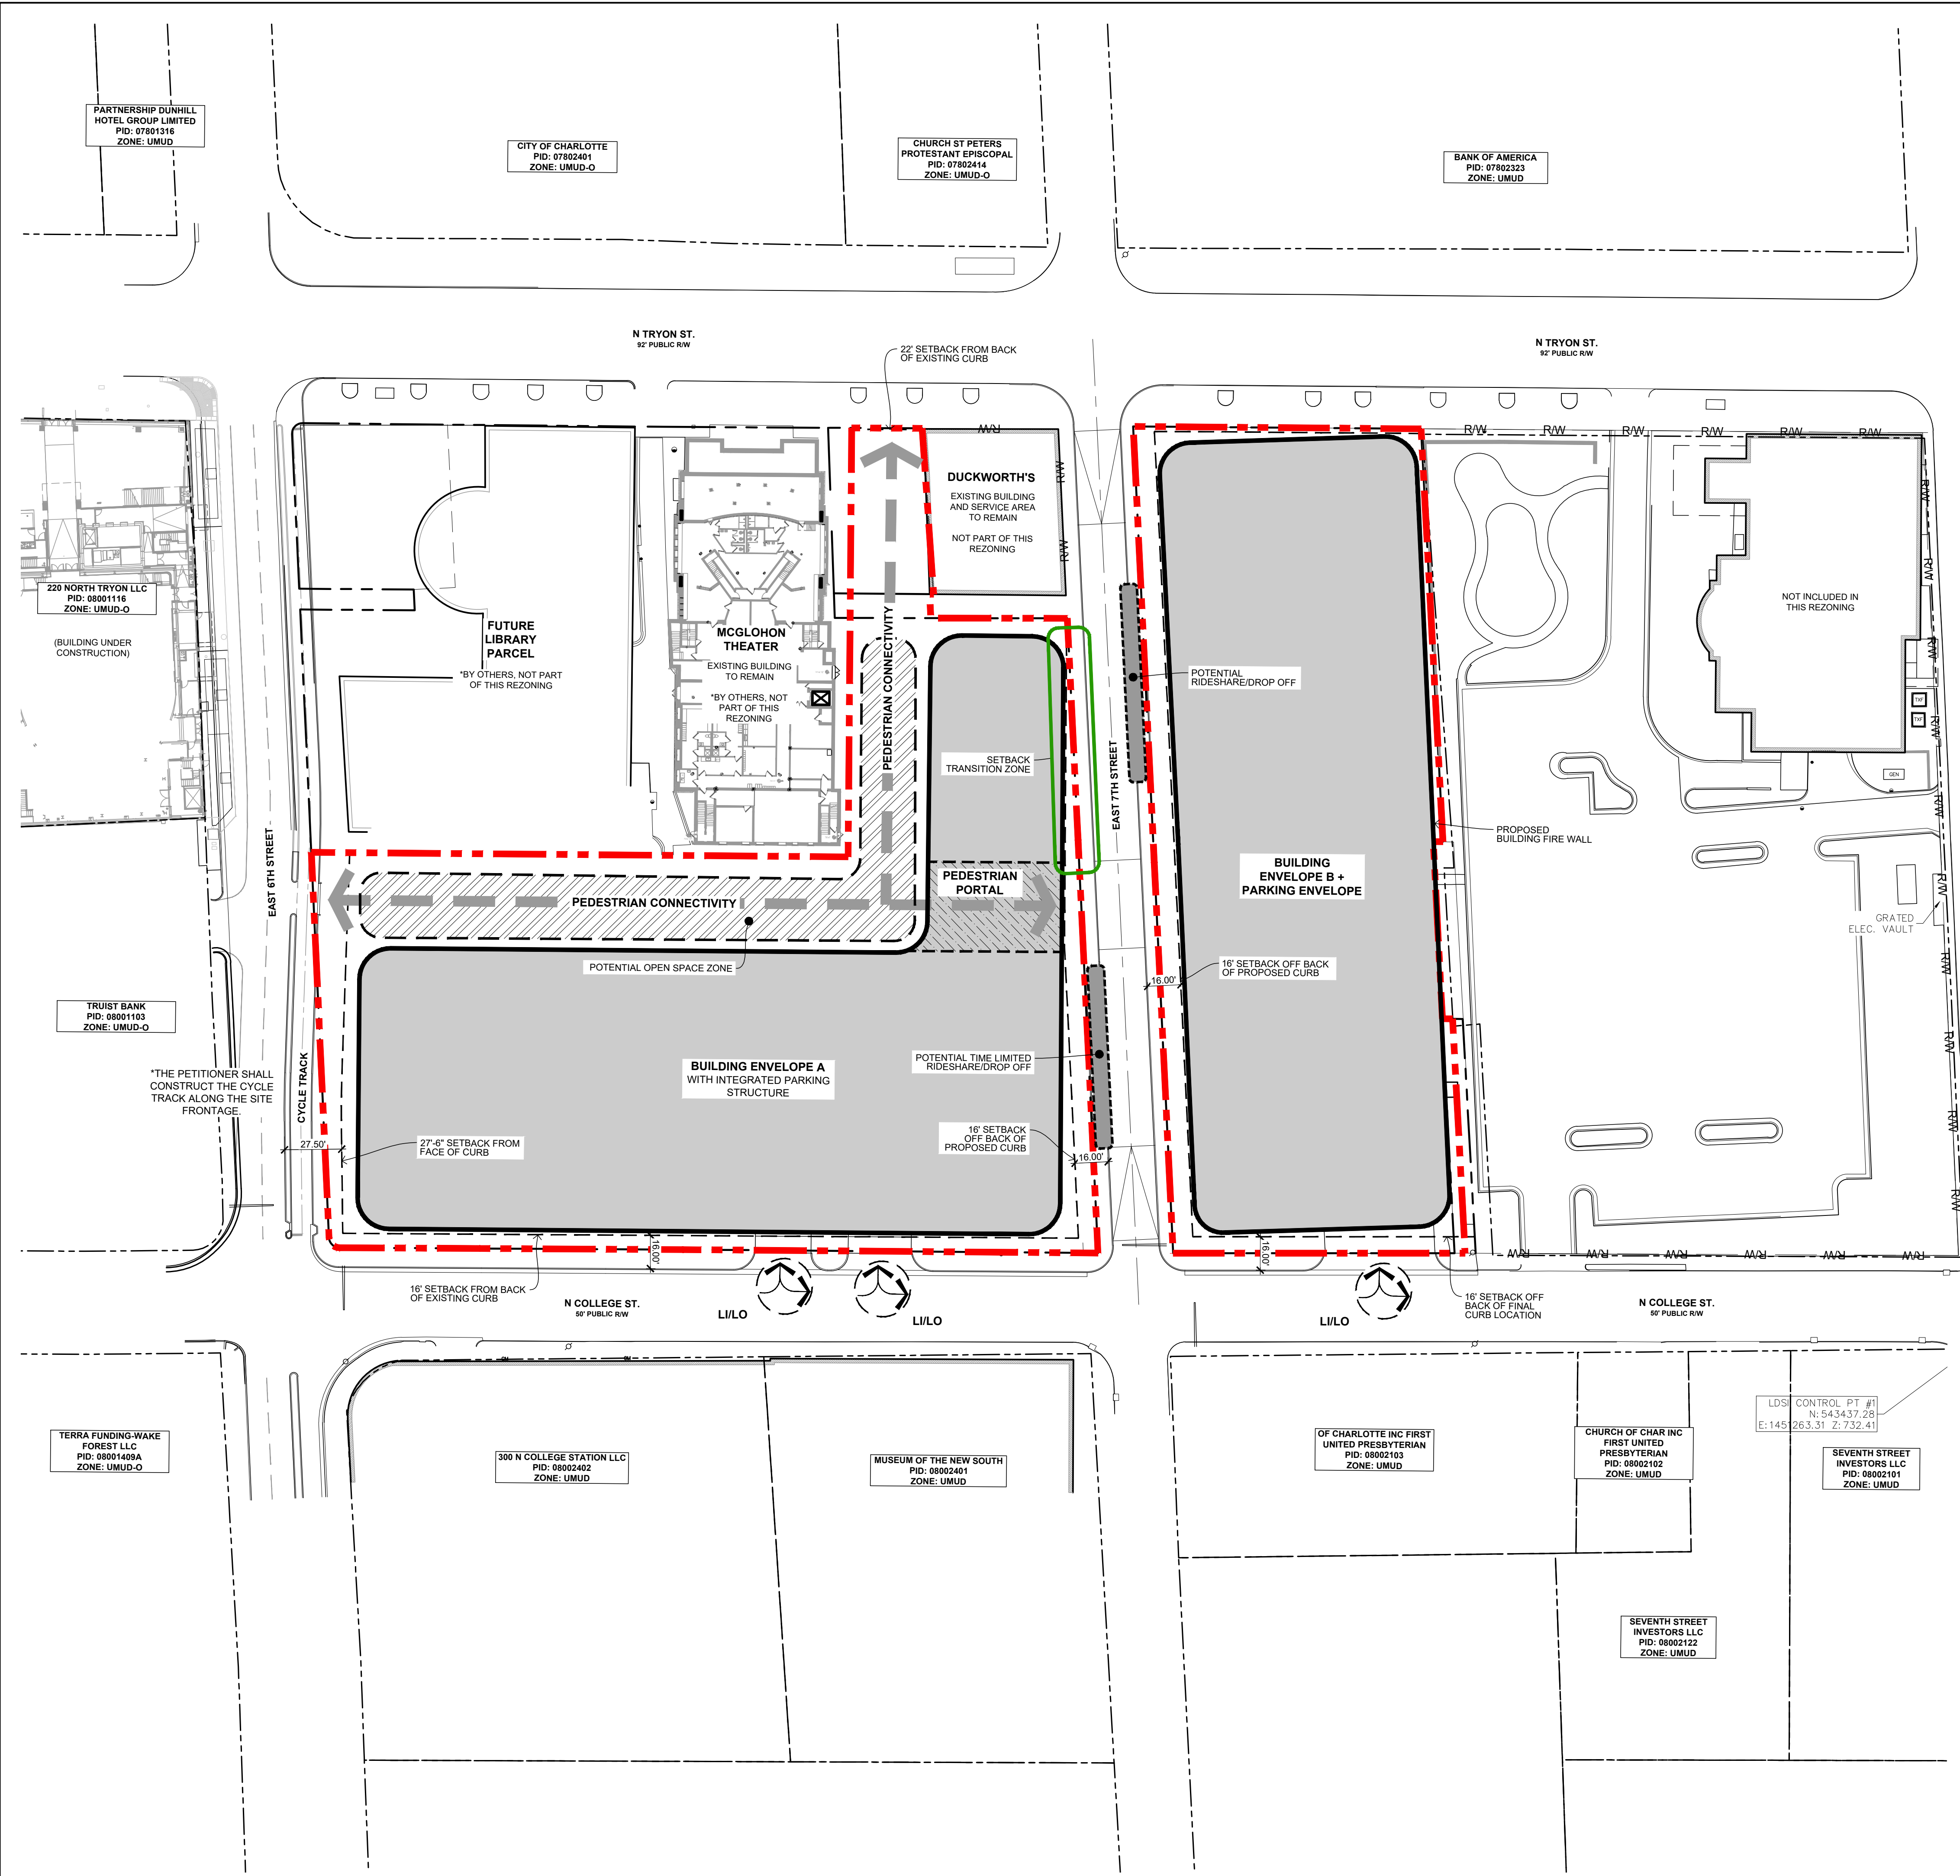 PARTNERSHIP DUNHILL
HOTEL GROUP LIMITED
PID: 07801316
ZONE: UMUD
CITY OF CHARLOTTE
PID: 07802401
ZONE: UMUD-O
CHURCH ST PETERS
PROTESTANT EPISCOPAL
PID: 07802414
ZONE: UMUD-O
BANK OF AMERICA
PID: 07802323
ZONE: UMUD
N TRYON ST.
92' PUBLIC R/W
22' SETBACK FROM BACK
OF EXISTING CURB
N TRYON ST.
92' PUBLIC R/W
R/W
R/W
R/W
R/W
R/W
R/W
R/W
R/W
R/W
DUCKWORTH'S
EXISTING BUILDING
AND SERVICE AREA
TO REMAIN
NOT PART OF THIS
REZONING
220 NORTH TRYON LLC
PID: 08001116
ZONE: UMUD-O
(BUILDING UNDER
CONSTRUCTION)
FUTURE
LIBRARY
PARCEL
*BY OTHERS, NOT PART
OF THIS REZONING
MCGLOHON
THEATER
EXISTING BUILDING
TO REMAIN
*BY OTHERS, NOT
PART OF THIS
REZONING
PEDESTRIAN CONNECTIVITY
SETBACK
TRANSITION ZONE
EAST 7TH STREET
POTENTIAL
RIDESHARE/DROP OFF
NOT INCLUDED IN
THIS REZONING
R/W
R/W
R/W
R/W
R/W
R/W
TXF
TXF
GEN
R/W
PROPOSED
BUILDING FIRE WALL
BUILDING
ENVELOPE B +
PARKING ENVELOPE
EAST 6TH STREET
PEDESTRIAN
PORTAL
PEDESTRIAN CONNECTIVITY
POTENTIAL OPEN SPACE ZONE
16' SETBACK OFF BACK
OF PROPOSED CURB
16.00'
R/W
GRATED
ELEC. VAULT
R/W
R/W
R/W
R/W
TRUIST BANK
PID: 08001103
ZONE: UMUD-O
*THE PETITIONER SHALL
CONSTRUCT THE CYCLE
TRACK ALONG THE SITE
FRONTAGE.
CYCLE TRACK
BUILDING ENVELOPE A
WITH INTEGRATED PARKING
STRUCTURE
POTENTIAL TIME LIMITED
RIDESHARE/DROP OFF
27.50'
27'-6" SETBACK FROM
FACE OF CURB
16' SETBACK
OFF BACK OF
PROPOSED CURB
16.00'
16.00'
16.00'
R/W
R/W
R/W
R/W
R/W
R/W
16' SETBACK FROM BACK
OF EXISTING CURB
N COLLEGE ST.
50' PUBLIC R/W
LI/LO
LI/LO
LI/LO
16' SETBACK OFF
BACK OF FINAL
CURB LOCATION
N COLLEGE ST.
50' PUBLIC R/W
LDSI CONTROL PT #1
N: 543437.28
E: 1451263.31 Z: 732.41
TERRA FUNDING-WAKE
FOREST LLC
PID: 08001409A
ZONE: UMUD-O
300 N COLLEGE STATION LLC
PID: 08002402
ZONE: UMUD
MUSEUM OF THE NEW SOUTH
PID: 08002401
ZONE: UMUD
OF CHARLOTTE INC FIRST
UNITED PRESBYTERIAN
PID: 08002103
ZONE: UMUD
CHURCH OF CHAR INC
FIRST UNITED
PRESBYTERIAN
PID: 08002102
ZONE: UMUD
SEVENTH STREET
INVESTORS LLC
PID: 08002101
ZONE: UMUD
SEVENTH STREET
INVESTORS LLC
PID: 08002122
ZONE: UMUD